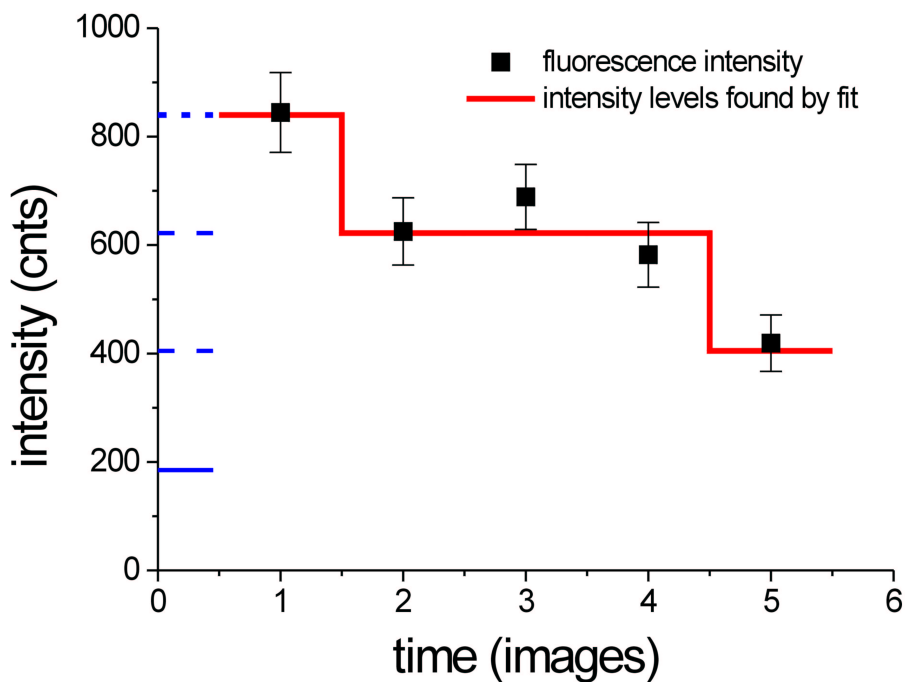 1000
800
600
400
200
0
0 1 2 3 4 5 6
intensity (cnts)
time (images)
fluorescence intensity
intensity levels found by fit